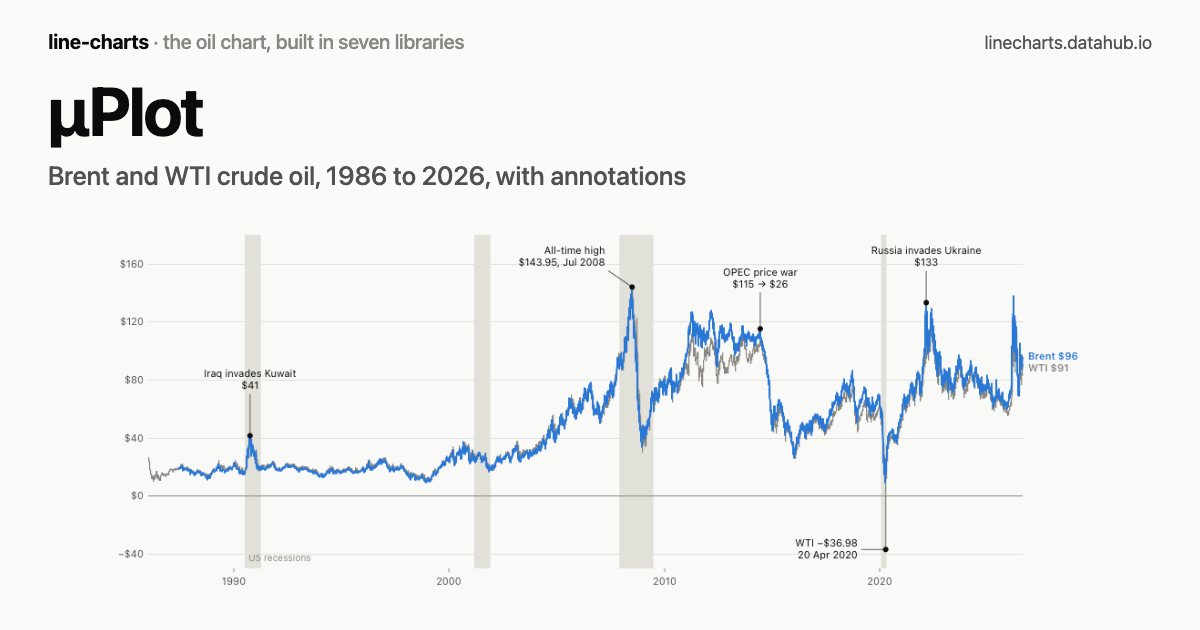 line-charts · the oil chart, built in seven libraries
linecharts.datahub.io
µPlot
Brent and WTI crude oil, 1986 to 2026, with annotations
All-time high
$143.95, Jul 2008
Russia invades Ukraine
$133
OPEC price war
$115 → $26
Iraq invades Kuwait
$41
$160
$120
$80
$40
$0
−$40
Brent $96
WTI $91
WTI −$36.98
20 Apr 2020
US recessions
1990
2000
2010
2020